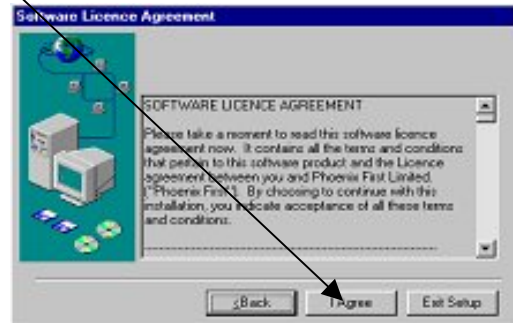 Software Licence Agreement
SOFTWARE LICENCE AGREEMENT
Please take a moment to read this software licence
agreement now. It contains all the terms and conditions
that pertain to this software product and the Licence
agreement between you and Phoenix First Limited.
("Phoenix First"). By choosing to continue with this
installation, you indicate acceptance of all these terms
and conditions.
<Back
I Agree
Exit Setup